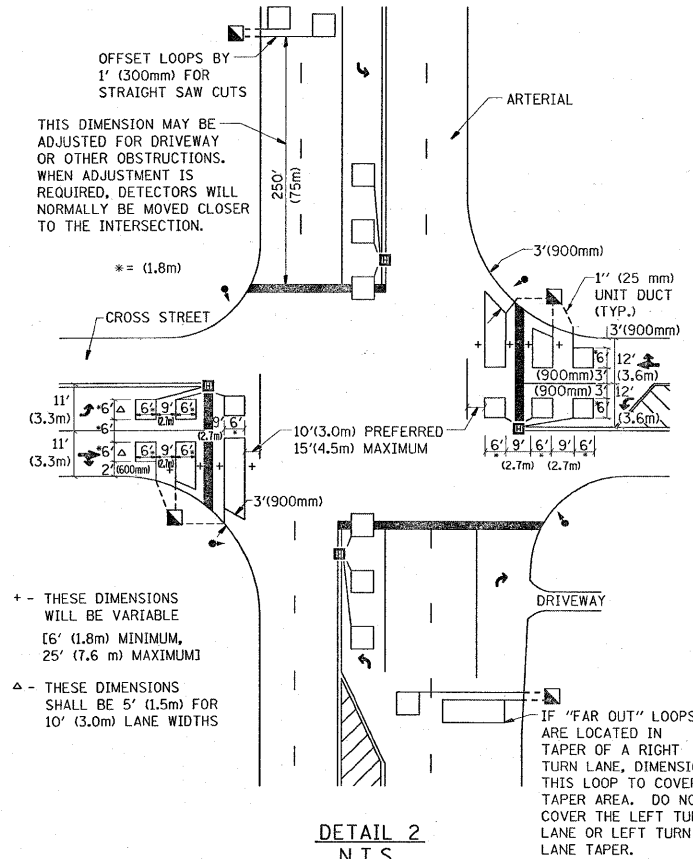 OFFSET LOOPS BY
1' (300mm) FOR
STRAIGHT SAW CUTS
THIS DIMENSION MAY BE
ADJUSTED FOR DRIVEWAY
OR OTHER OBSTRUCTIONS.
WHEN ADJUSTMENT IS
REQUIRED, DETECTORS WILL
NORMALLY BE MOVED CLOSER
TO THE INTERSECTION.
250'
(75m)
ARTERIAL
* = (1.8m)
3'(900mm)
1" (25 mm)
UNIT DUCT
(TYP.)
CROSS STREET
3'(900mm)
*6'
12'
(3.6m)
(900mm)3'
(900mm)3'
12'
*6'
(3.6m)
6' 9' 6' 9' 6'
* * *
(2.7m) (2.7m)
11'
(3.3m)
*6' △ 6' 9' 6'
(2.7m)
*6'
9' 6'
(2.7m) *
11'
(3.3m)
*6' △ 6' 9' 6'
(2.7m)
2' (600mm)
10'(3.0m) PREFERRED
15'(4.5m) MAXIMUM
3'(900mm)
+ - THESE DIMENSIONS
WILL BE VARIABLE
[6' (1.8m) MINIMUM,
25' (7.6 m) MAXIMUM]
△ - THESE DIMENSIONS
SHALL BE 5' (1.5m) FOR
10' (3.0m) LANE WIDTHS
DRIVEWAY
IF "FAR OUT" LOOPS
ARE LOCATED IN
TAPER OF A RIGHT
TURN LANE, DIMENSIO
THIS LOOP TO COVER
TAPER AREA. DO NO
COVER THE LEFT TUR
LANE OR LEFT TURN
LANE TAPER.
DETAIL 2
N.T.S.